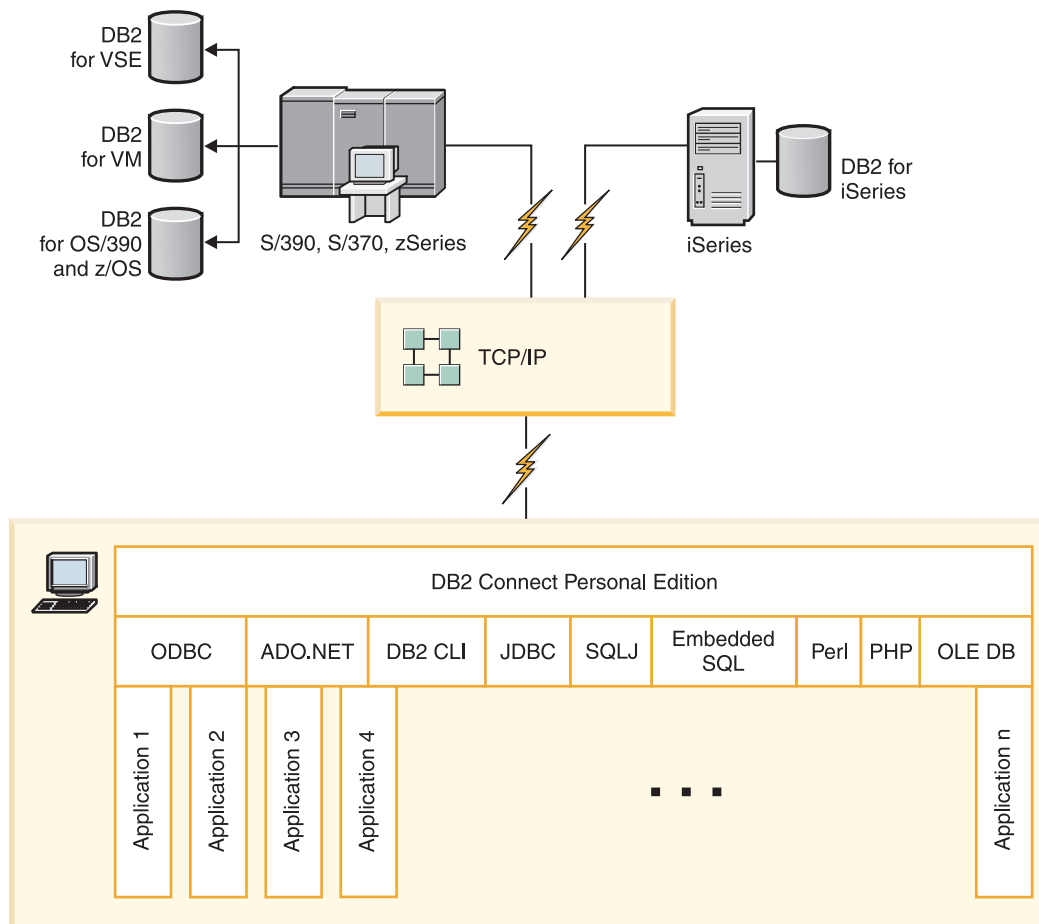 DB2
for VSE
DB2
for VM
DB2
for OS/390
and z/OS
S/390, S/370, zSeries
iSeries
DB2 for
iSeries
TCP/IP
DB2 Connect Personal Edition
ODBC
ADO.NET
DB2 CLI
JDBC
SQLJ
Embedded
SQL
Perl
PHP
OLE DB
Application 1
Application 2
Application 3
Application 4
. . .
Application n